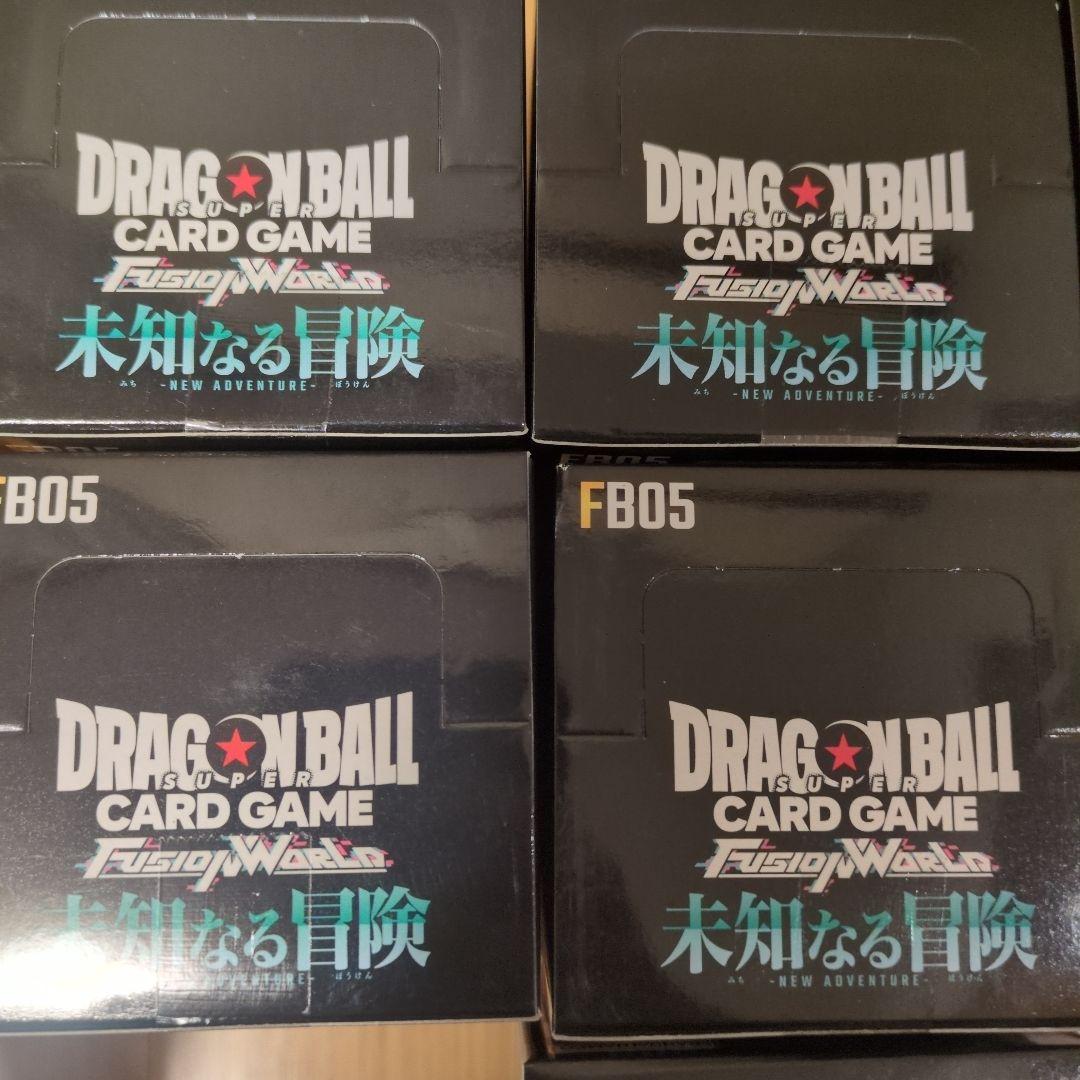 DRAGON BALL
SUPER
CARD GAME
FUSION WORLD
未知なる冒険
みち -NEW ADVENTURE- ぼうけん
DRAGON BALL
SUPER
CARD GAME
FUSION WORLD
未知なる冒険
みち -NEW ADVENTURE- ぼうけん
FB05
DRAGON BALL
SUPER
CARD GAME
FUSION WORLD
未知なる冒険
ADVENTURE- ぼうけん
FB05
DRAGON BALL
SUPER
CARD GAME
FUSION WORLD
未知なる冒険
みち -NEW ADVENTURE- ぼうけん